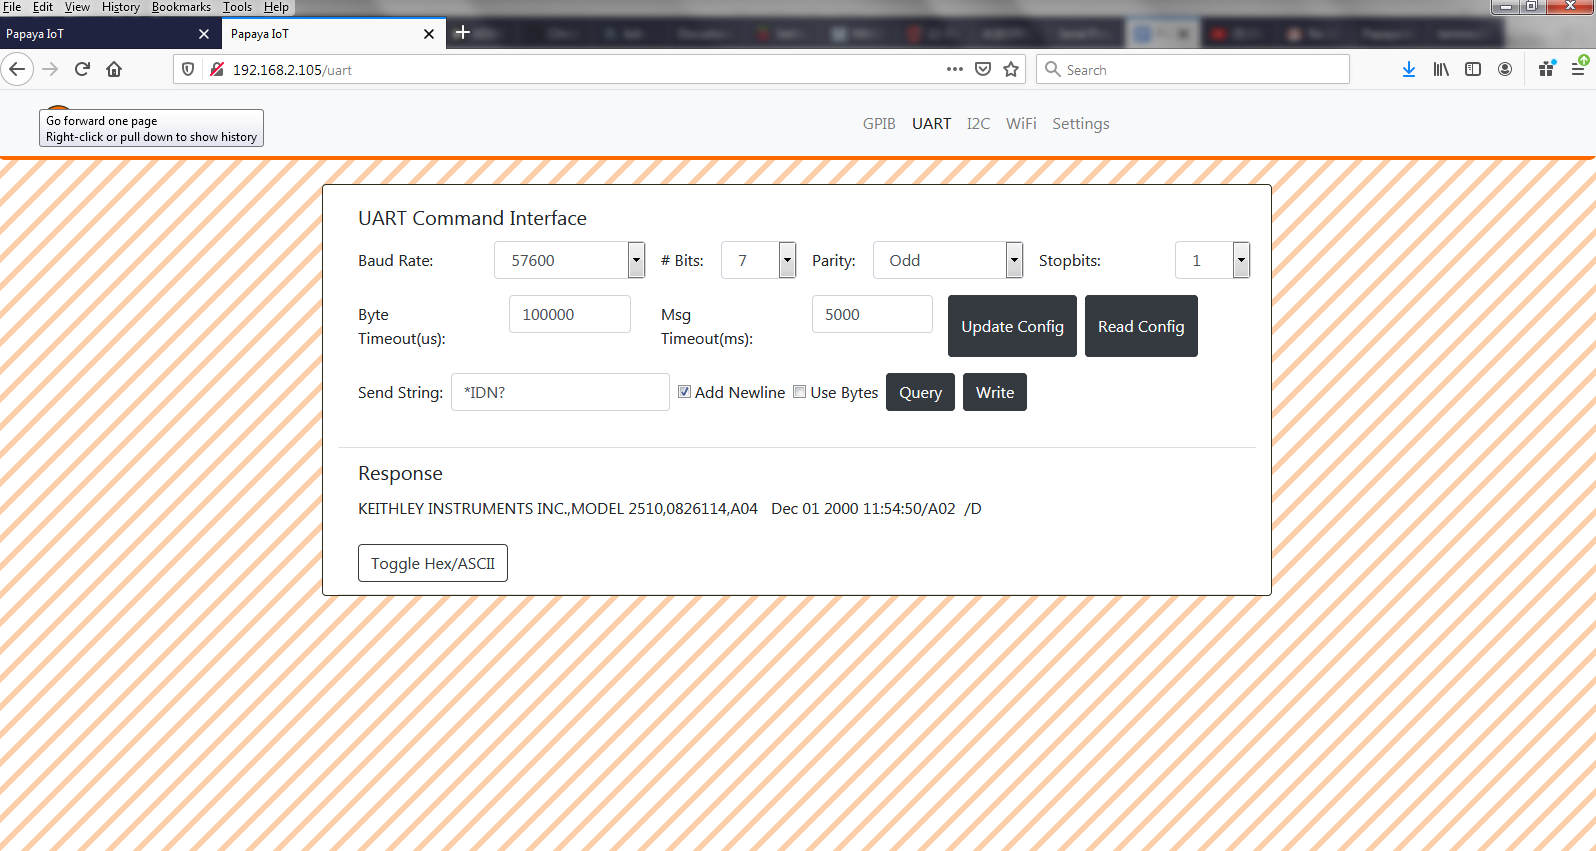 File Edit View History Bookmarks Tools Help
Papaya IoT
Papaya IoT
192.168.2.105/uart
Search
Go forward one page
Right-click or pull down to show history
GPIB UART I2C WiFi Settings
UART Command Interface
Baud Rate: 57600 # Bits: 7 Parity: Odd Stopbits: 1
Byte Timeout(us): 100000 Msg Timeout(ms): 5000 Update Config Read Config
Send String: *IDN? Add Newline Use Bytes Query Write
Response
KEITHLEY INSTRUMENTS INC.,MODEL 2510,0826114,A04 Dec 01 2000 11:54:50/A02 /D
Toggle Hex/ASCII